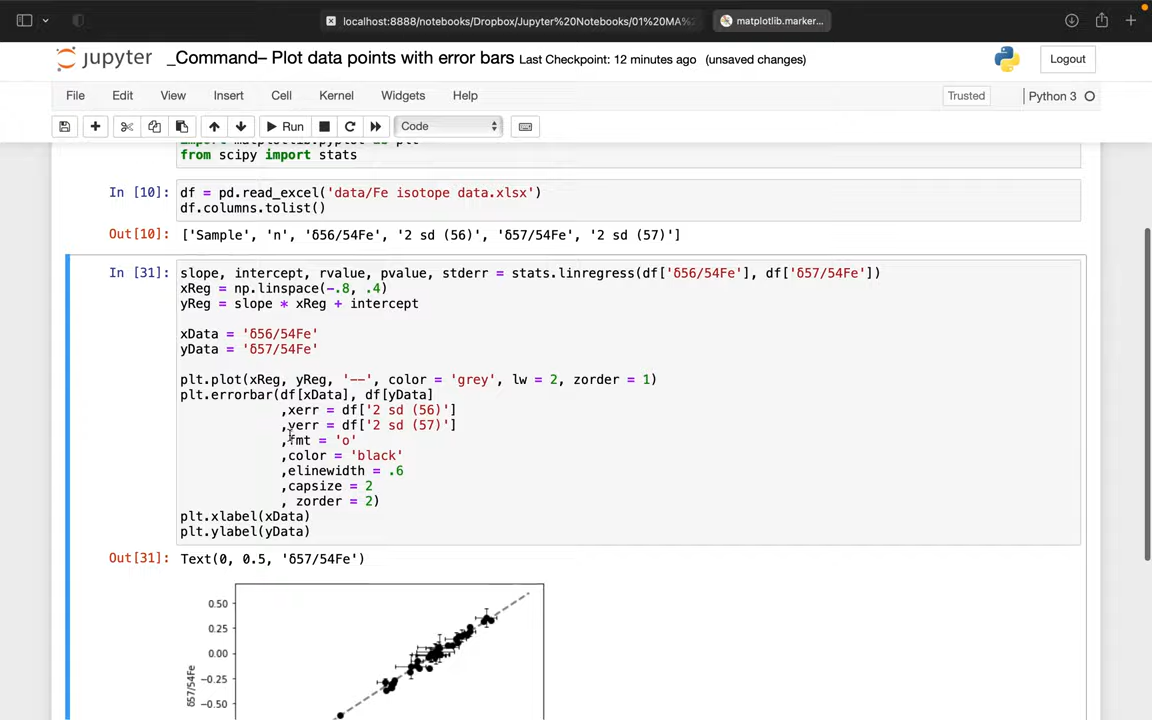 localhost:8888/notebooks/Dropbox/Jupyter%20Notebooks/01%20MA%
matplotlib.marker...
jupyter _Command– Plot data points with error bars Last Checkpoint: 12 minutes ago (unsaved changes)
Logout
File Edit View Insert Cell Kernel Widgets Help
Trusted
Python 3
Run
Code
import matplotlib.pyplot as plt
from scipy import stats
In [10]: df = pd.read_excel('data/Fe isotope data.xlsx')
df.columns.tolist()
Out[10]: ['Sample', 'n', 'δ56/54Fe', '2 sd (56)', 'δ57/54Fe', '2 sd (57)']
In [31]: slope, intercept, rvalue, pvalue, stderr = stats.linregress(df['δ56/54Fe'], df['δ57/54Fe'])
xReg = np.linspace(-.8, .4)
yReg = slope * xReg + intercept
xData = 'δ56/54Fe'
yData = 'δ57/54Fe'
plt.plot(xReg, yReg, '--', color = 'grey', lw = 2, zorder = 1)
plt.errorbar(df[xData], df[yData]
,xerr = df['2 sd (56)']
,yerr = df['2 sd (57)']
,fmt = 'o'
,color = 'black'
,elinewidth = .6
,capsize = 2
, zorder = 2)
plt.xlabel(xData)
plt.ylabel(yData)
Out[31]: Text(0, 0.5, 'δ57/54Fe')
0.50
0.25
0.00
−0.25
−0.50
δ57/54Fe